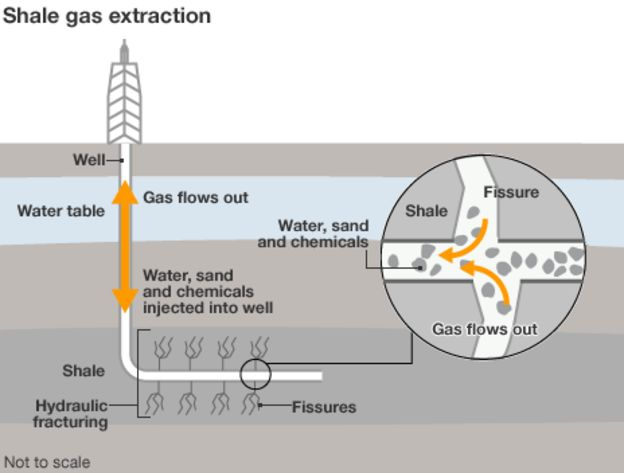 Shale gas extraction
Well
Gas flows out
Water table
Water, sand
and chemicals
injected into well
Shale
Hydraulic
fracturing
Fissures
Water, sand
and chemicals
Shale
Fissure
Gas flows out
Not to scale